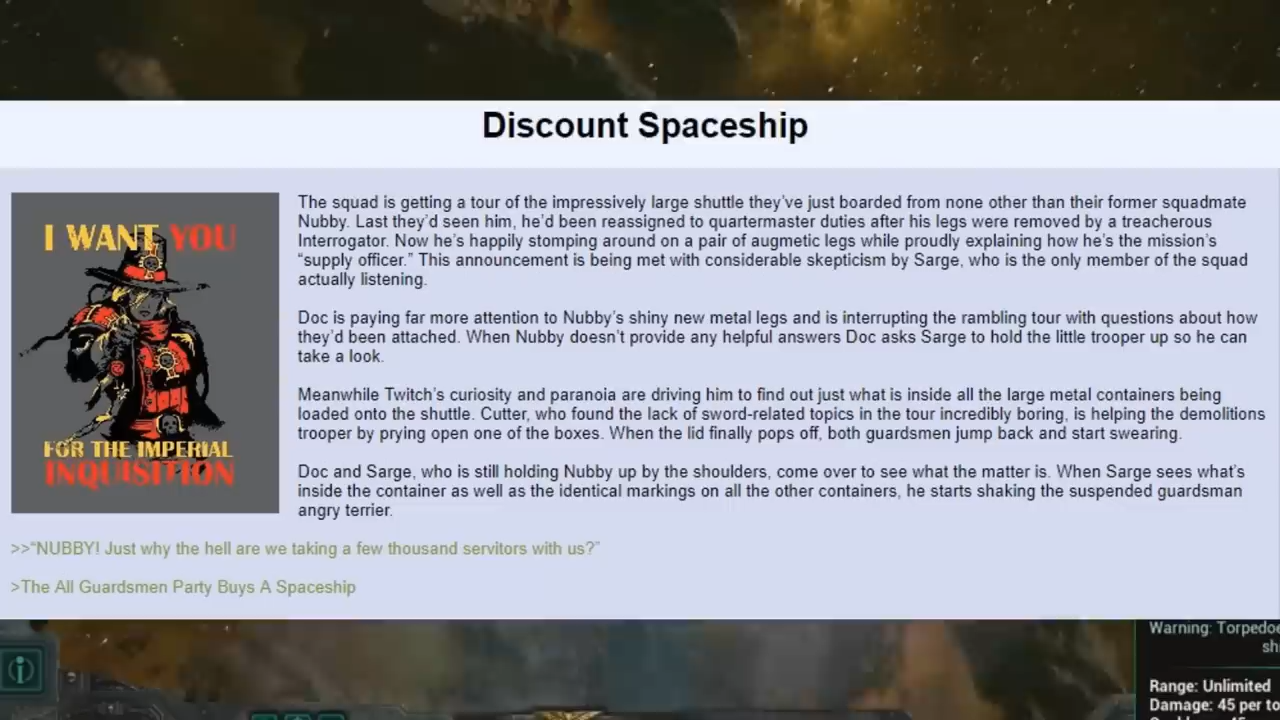 Discount Spaceship
I WANT YOU
FOR THE IMPERIAL
INQUISITION
The squad is getting a tour of the impressively large shuttle they've just boarded from none other than their former squadmate
Nubby. Last they'd seen him, he'd been reassigned to quartermaster duties after his legs were removed by a treacherous
Interrogator. Now he's happily stomping around on a pair of augmetic legs while proudly explaining how he's the mission's
“supply officer.” This announcement is being met with considerable skepticism by Sarge, who is the only member of the squad
actually listening.
Doc is paying far more attention to Nubby's shiny new metal legs and is interrupting the rambling tour with questions about how
they'd been attached. When Nubby doesn't provide any helpful answers Doc asks Sarge to hold the little trooper up so he can
take a look.
Meanwhile Twitch's curiosity and paranoia are driving him to find out just what is inside all the large metal containers being
loaded onto the shuttle. Cutter, who found the lack of sword-related topics in the tour incredibly boring, is helping the demolitions
trooper by prying open one of the boxes. When the lid finally pops off, both guardsmen jump back and start swearing.
Doc and Sarge, who is still holding Nubby up by the shoulders, come over to see what the matter is. When Sarge sees what's
inside the container as well as the identical markings on all the other containers, he starts shaking the suspended guardsman
angry terrier.
>>“NUBBY! Just why the hell are we taking a few thousand servitors with us?”
>The All Guardsmen Party Buys A Spaceship
Warning: Torpedoe
sh
Range: Unlimited
Damage: 45 per to